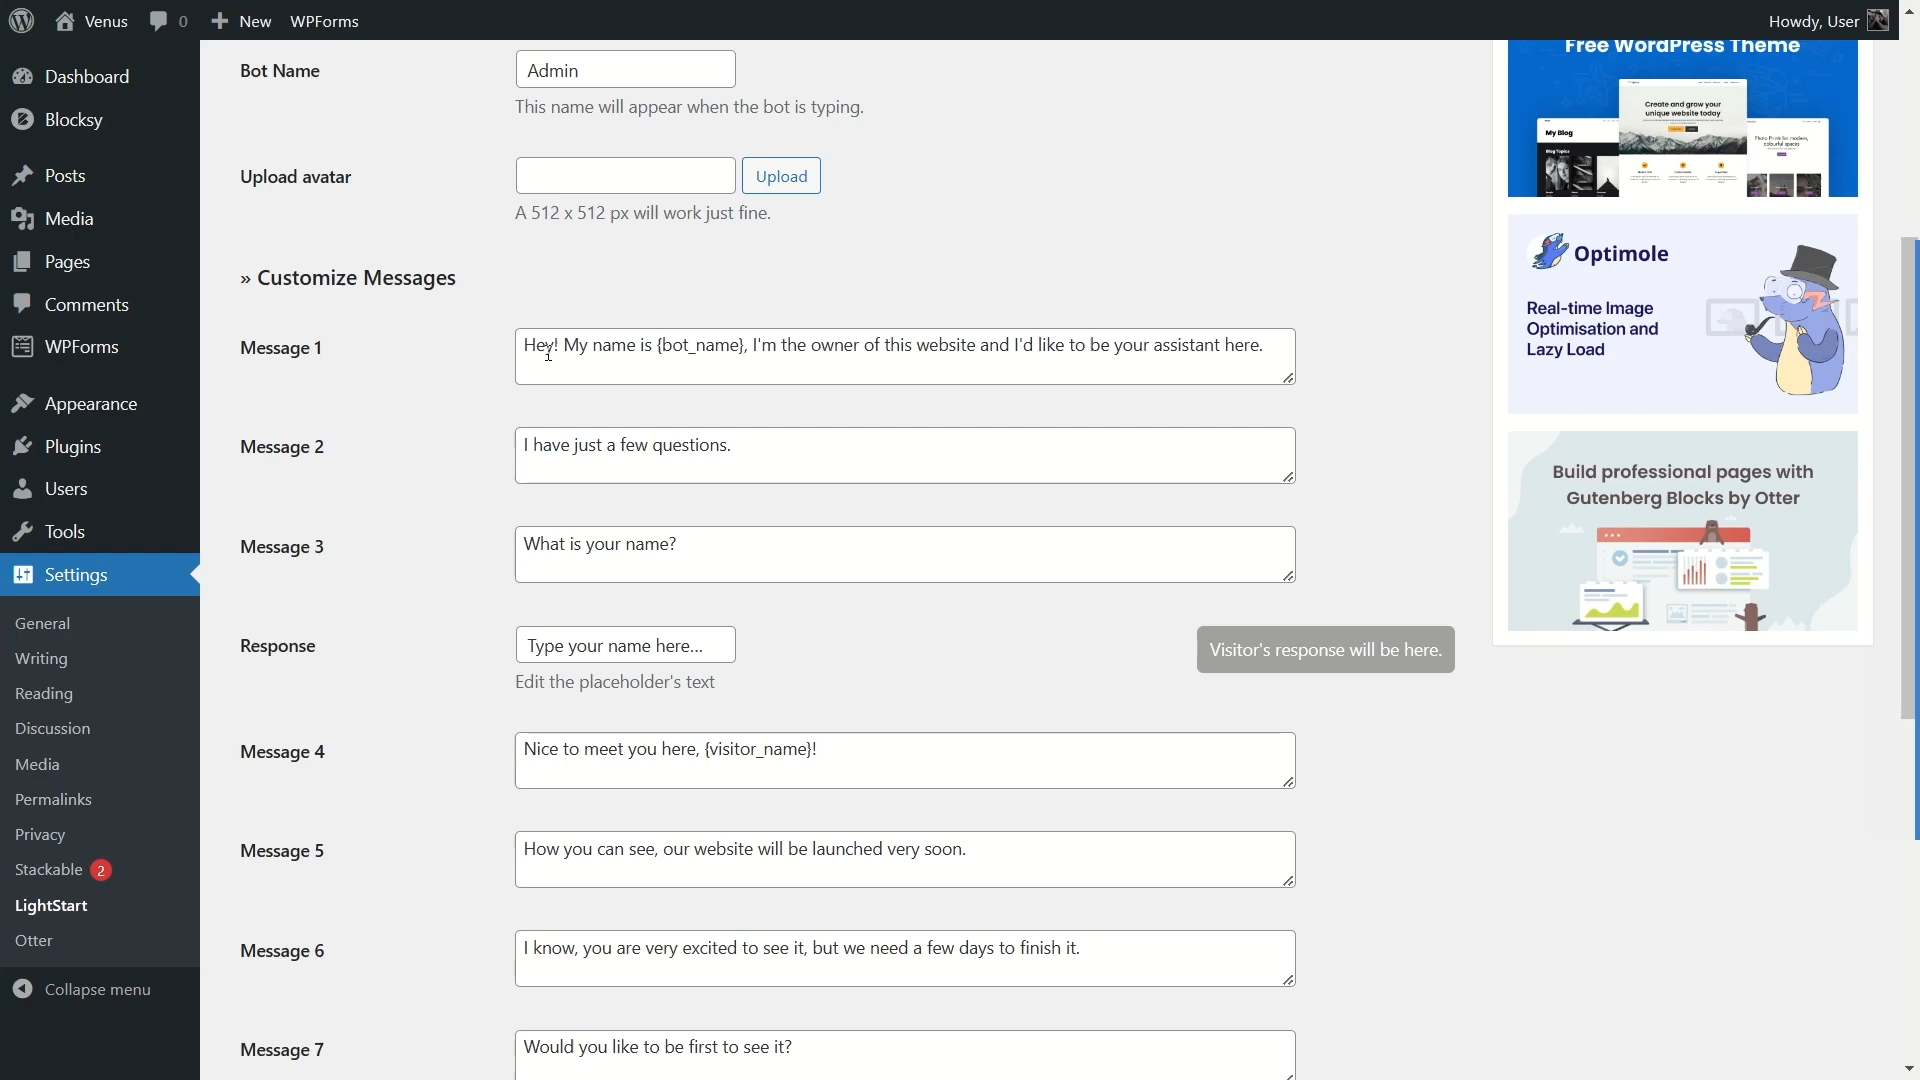 Venus
0
New
WPForms
Howdy, User
Dashboard
Blocksy
Posts
Media
Pages
Comments
WPForms
Appearance
Plugins
Users
Tools
Settings
General
Writing
Reading
Discussion
Media
Permalinks
Privacy
Stackable 2
LightStart
Otter
Collapse menu
Bot Name
Admin
This name will appear when the bot is typing.
Upload avatar
Upload
A 512 x 512 px will work just fine.
» Customize Messages
Message 1
Hey! My name is {bot_name}, I'm the owner of this website and I'd like to be your assistant here.
Message 2
I have just a few questions.
Message 3
What is your name?
Response
Type your name here...
Edit the placeholder's text
Visitor's response will be here.
Message 4
Nice to meet you here, {visitor_name}!
Message 5
How you can see, our website will be launched very soon.
Message 6
I know, you are very excited to see it, but we need a few days to finish it.
Message 7
Would you like to be first to see it?
Free WordPress Theme
Create and grow your
unique website today
My Blog
Blog Topics
Photo Prints for modern,
colourful spaces
Optimole
Real-time Image
Optimisation and
Lazy Load
Build professional pages with
Gutenberg Blocks by Otter